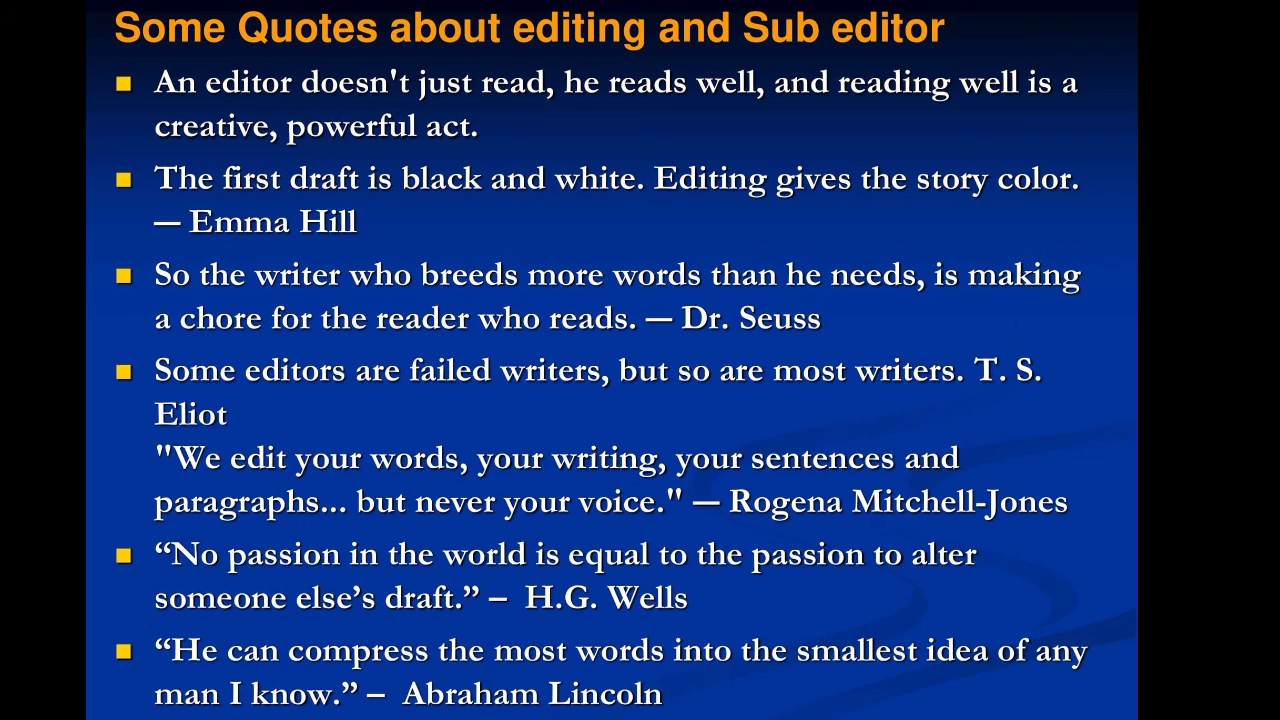 Some Quotes about editing and Sub editor
An editor doesn't just read, he reads well, and reading well is a
creative, powerful act.
The first draft is black and white. Editing gives the story color.
— Emma Hill
So the writer who breeds more words than he needs, is making
a chore for the reader who reads. — Dr. Seuss
Some editors are failed writers, but so are most writers. T. S.
Eliot
"We edit your words, your writing, your sentences and
paragraphs... but never your voice." — Rogena Mitchell-Jones
“No passion in the world is equal to the passion to alter
someone else’s draft.” – H.G. Wells
“He can compress the most words into the smallest idea of any
man I know.” – Abraham Lincoln